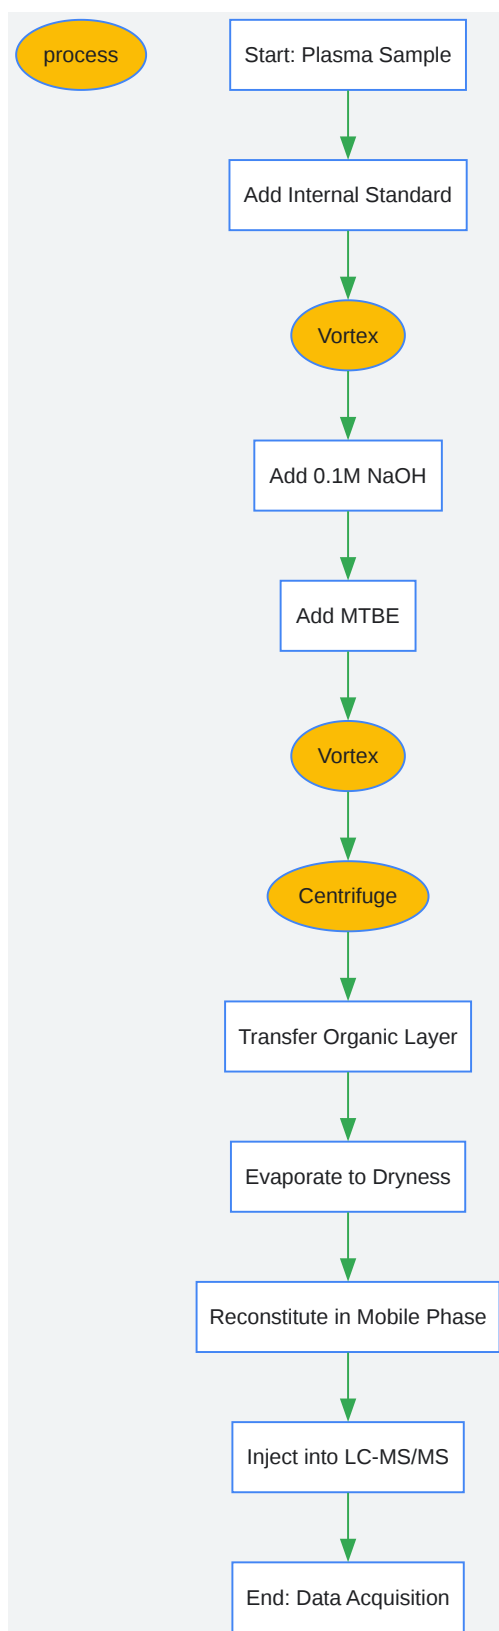 process
Start: Plasma Sample
Add Internal Standard
Vortex
Add 0.1M NaOH
Add MTBE
Vortex
Centrifuge
Transfer Organic Layer
Evaporate to Dryness
Reconstitute in Mobile Phase
Inject into LC-MS/MS
End: Data Acquisition